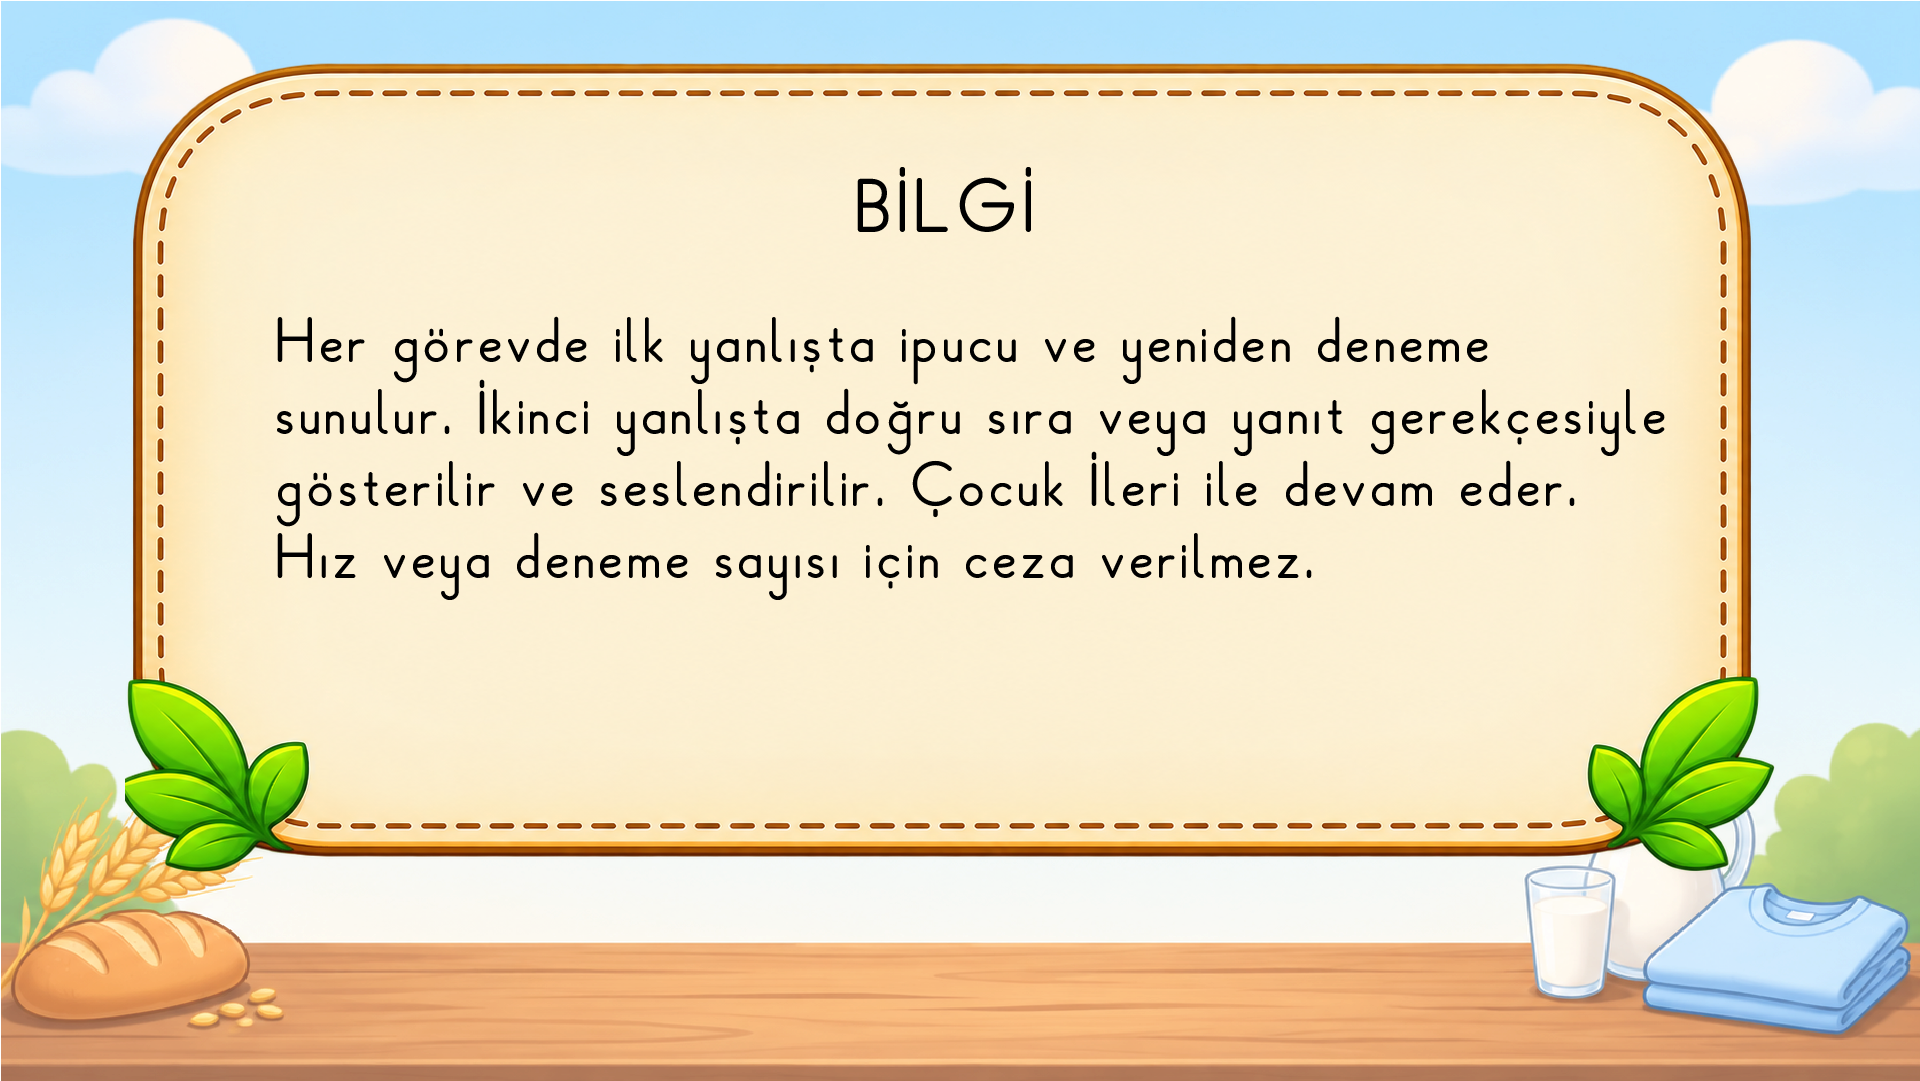 BİLGİ
Her görevde ilk yanlışta ipucu ve yeniden deneme
sunulur. İkinci yanlışta doğru sıra veya yanıt gerekçesiyle
gösterilir ve seslendirilir. Çocuk İleri ile devam eder.
Hız veya deneme sayısı için ceza verilmez.